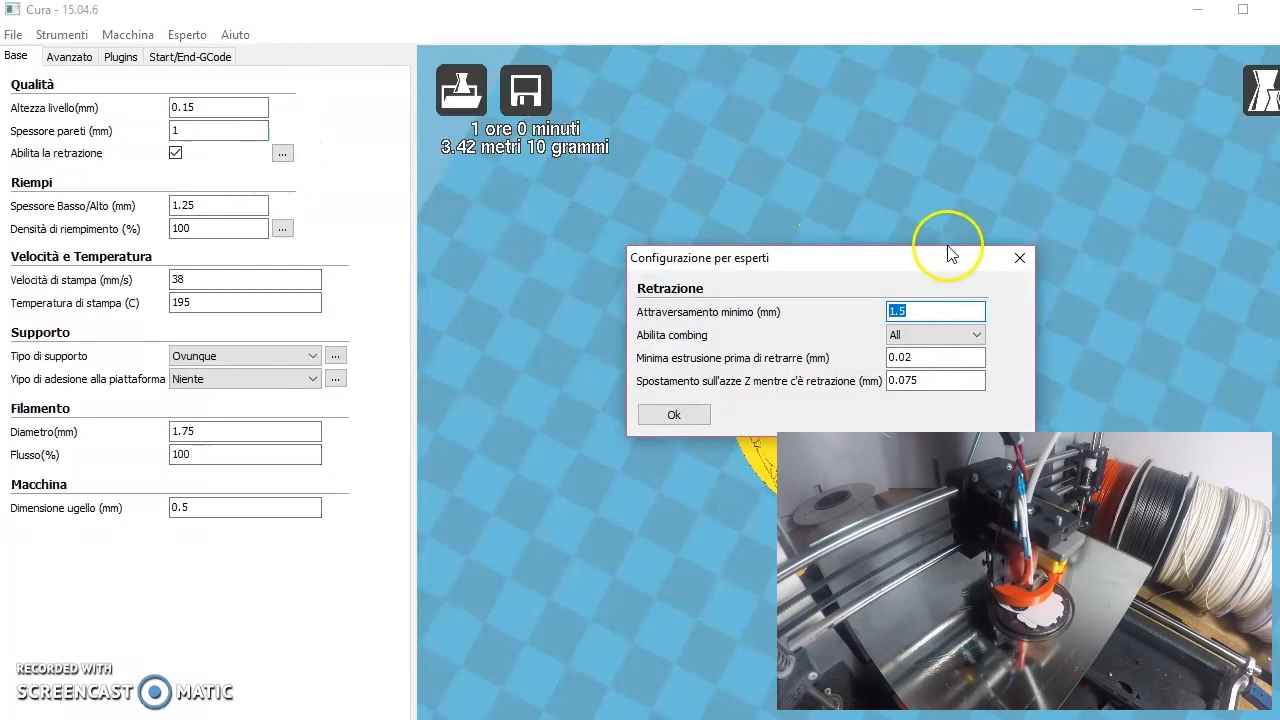 Cura - 15.04.6
File Strumenti Macchina Esperto Aiuto
Base Avanzato Plugins Start/End-GCode
Qualità
Altezza livello(mm) 0.15
Spessore pareti (mm) 1
Abilita la retrazione ...
Riempi
Spessore Basso/Alto (mm) 1.25
Densità di riempimento (%) 100 ...
Velocità e Temperatura
Velocità di stampa (mm/s) 38
Temperatura di stampa (C) 195
Supporto
Tipo di supporto Ovunque ...
Yipo di adesione alla piattaforma Niente ...
Filamento
Diametro(mm) 1.75
Flusso(%) 100
Macchina
Dimensione ugello (mm) 0.5
1 ore 0 minuti
3.42 metri 10 grammi
Configurazione per esperti
Retrazione
Attraversamento minimo (mm) 1.5
Abilita combing All
Minima estrusione prima di retrarre (mm) 0.02
Spostamento sull'azze Z mentre c'è retrazione (mm) 0.075
Ok
RECORDED WITH
SCREENCAST MATIC